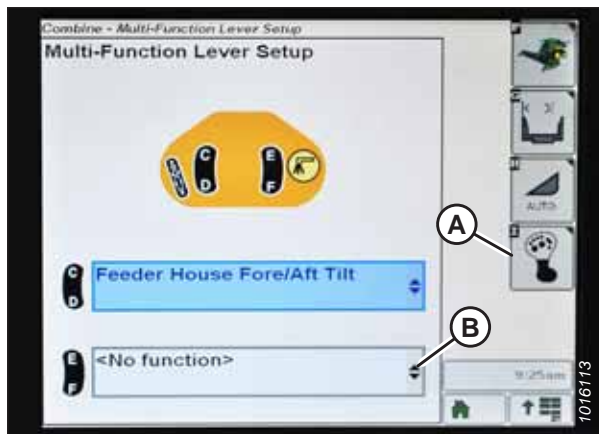 Combine - Multi-Function Lever Setup
Multi-Function Lever Setup
C
D
E
F
AUTO
A
C
D
Feeder House Fore/Aft Tilt
B
E
F
<No function>
9:25am
1016113